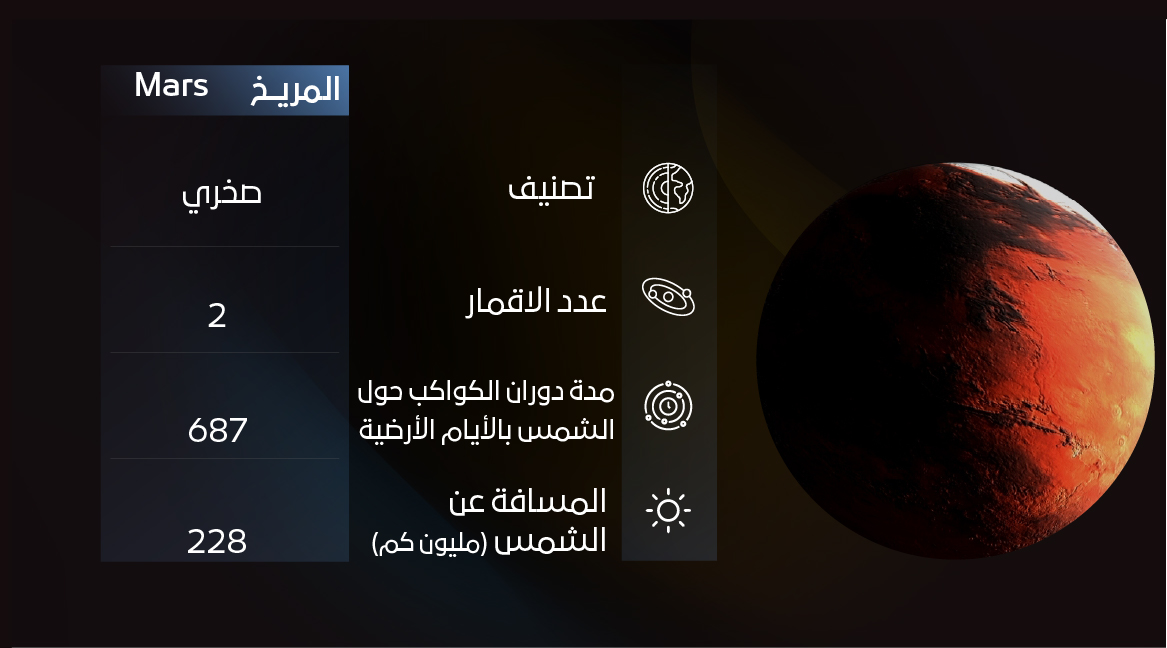 المريخ Mars
تصنيف
صخري
عدد الاقمار
2
مدة دوران الكواكب حول
الشمس بالأيام الأرضية
687
المسافة عن
الشمس (مليون كم)
228